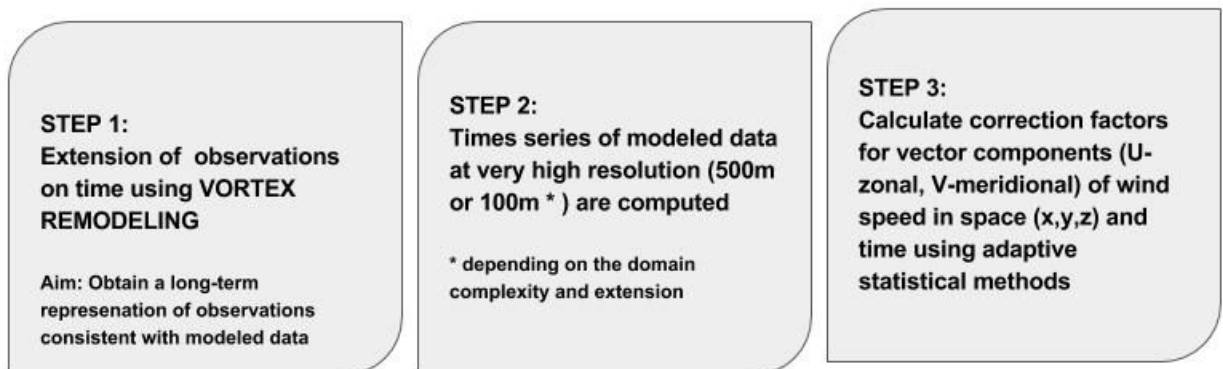 STEP 1:
Extension of  observations
on time using VORTEX
REMODELING
Aim: Obtain a long-term
represenation of observations
consistent with modeled data
STEP 2:
Times series of modeled data
at very high resolution (500m
or 100m * ) are computed
* depending on the domain
complexity and extension
STEP 3:
Calculate correction factors
for vector components (U-
zonal, V-meridional) of wind
speed in space (x,y,z) and
time using adaptive
statistical methods